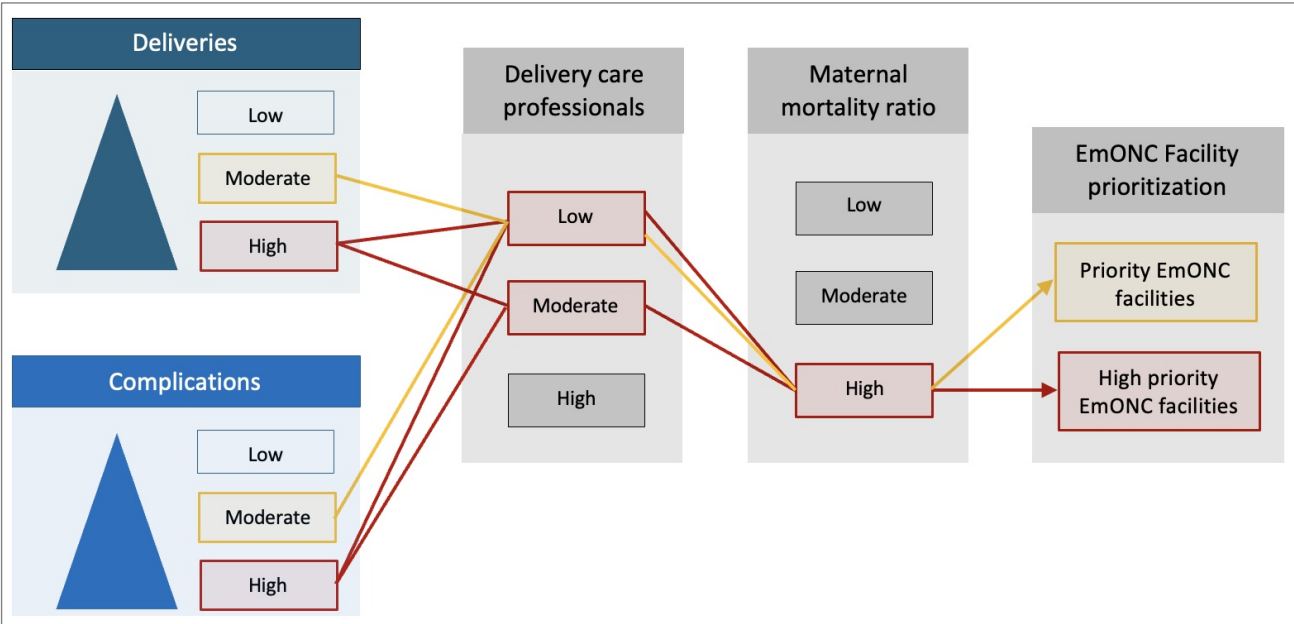 Deliveries
Low
Moderate
High
Complications
Low
Moderate
High
Delivery care
professionals
Low
Moderate
High
Maternal
mortality ratio
Low
Moderate
High
EmONC Facility
prioritization
Priority EmONC
facilities
High priority
EmONC facilities